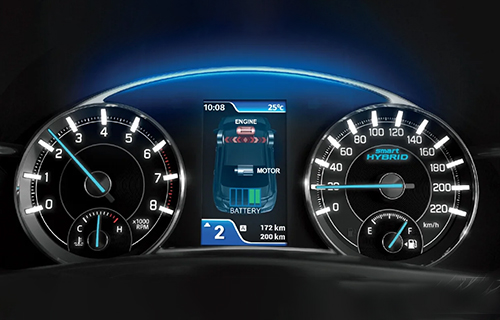 0
1
2
3
4
5
6
7
8
x1000
RPM
C
H
10:08 25°c
ENGINE
MOTOR
BATTERY
2 A 172 km
200 km
0
20
40
60
80
100
120
140
160
180
200
220
smart
HYBRID
km/h
E
F